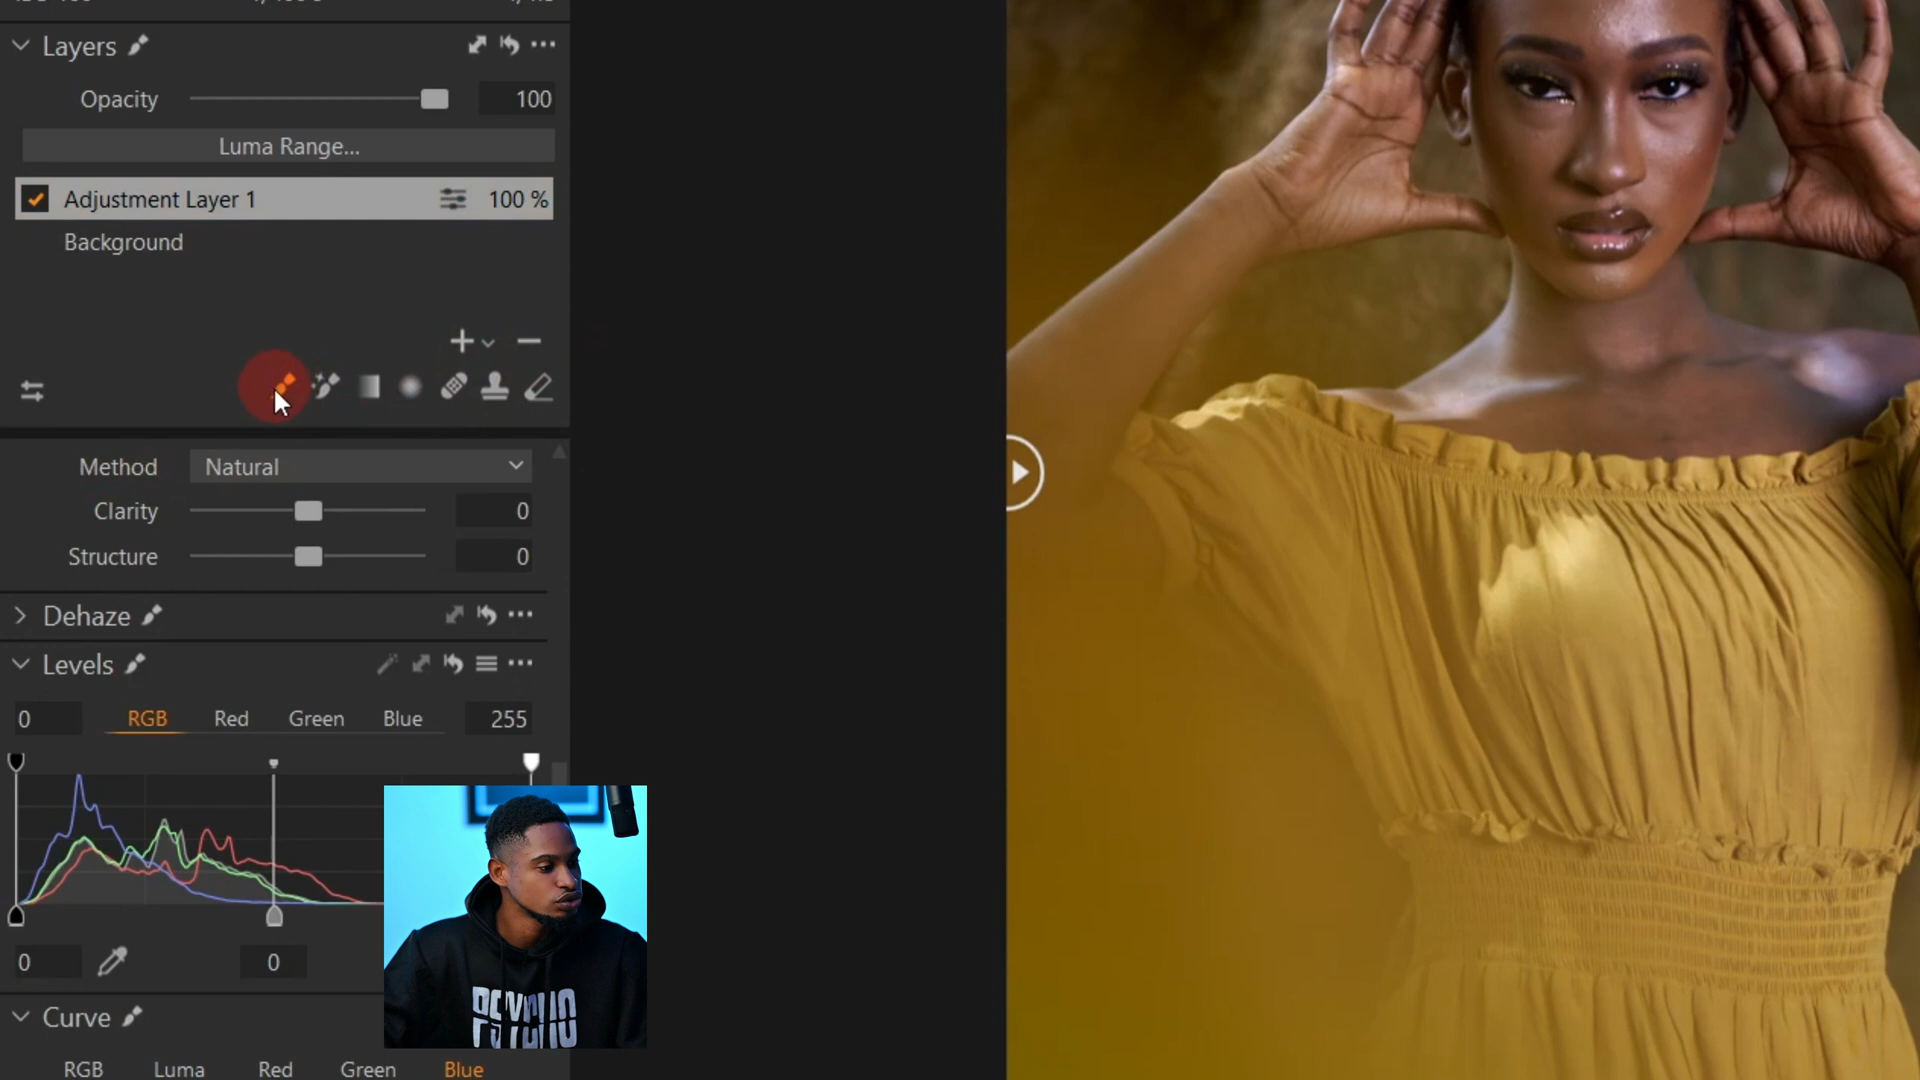 Layers
Opacity 100
Luma Range...
Adjustment Layer 1 100 %
Background
Method Natural
Clarity 0
Structure 0
Dehaze
Levels
0 RGB Red Green Blue 255
0 0
PSYCHO
Curve
RGB Luma Red Green Blue